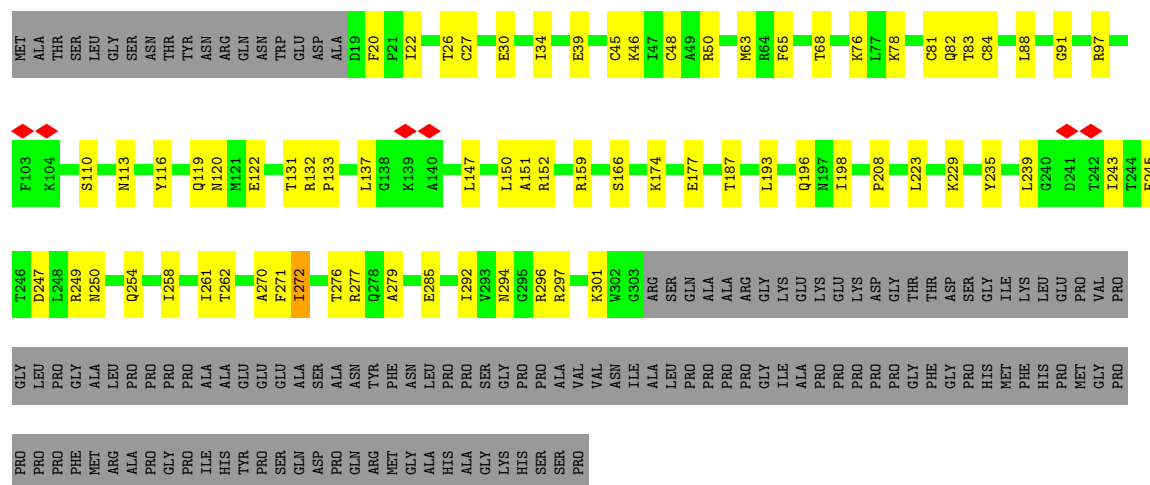 MET ALA THR SER LEU GLY SER ASN THR TYR ASN ARG GLN ASN TRP GLU ASP ALA D19 F20 P21 I22 T26 C27 E30 I34 E39 C45 K46 I47 C48 A49 R50 M63 R64 F65 T68 K76 L77 K78 C81 Q82 T83 C84 L88 G91 R97
F103 K104 S110 N113 Y116 Q119 N120 M121 E122 T131 R132 P133 L137 G138 K139 A140 L147 L150 A151 R152 R159 S166 K174 E177 T187 L193 Q196 N197 I198 P208 L223 K229 Y235 L239 G240 D241 T242 I243 T244 E245
T246 D247 L248 R249 N250 Q254 I258 I261 T262 A270 F271 I272 T276 R277 Q278 A279 E285 I292 V293 N294 G295 R296 R297 K301 W302 G303 ARG SER GLN ALA ALA ARG GLY LYS GLU LYS GLU LYS ASP GLY THR THR ASP SER GLY ILE LYS LEU GLU PRO VAL PRO
GLY LEU PRO GLY ALA LEU PRO PRO PRO PRO ALA ALA GLU GLU GLU ALA SER ALA ASN TYR PHE ASN LEU PRO PRO SER GLY PRO PRO ALA VAL VAL ASN ILE ALA LEU PRO PRO PRO PRO GLY ILE ALA PRO PRO PRO PRO PRO GLY PHE GLY PRO HIS MET PHE HIS PRO MET GLY PRO
PRO PRO PRO PHE MET ARG ALA PRO GLY PRO ILE HIS TYR PRO SER GLN ASP PRO GLN ARG MET GLY ALA HIS ALA GLY LYS HIS SER SER PRO